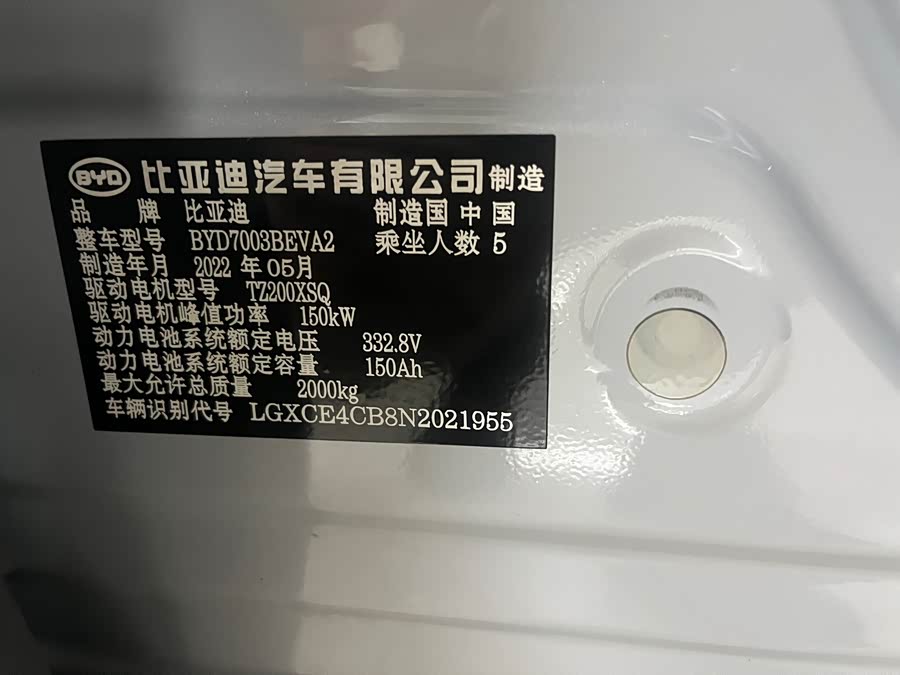 BYD 比亚迪汽车有限公司制造
品 牌 比亚迪 制造国 中国
整车型号 BYD7003BEVA2 乘坐人数 5
制造年月 2022 年 05月
驱动电机型号 TZ200XSQ
驱动电机峰值功率 150kW
动力电池系统额定电压 332.8V
动力电池系统额定容量 150Ah
最大允许总质量 2000kg
车辆识别代号 LGXCE4CB8N2021955